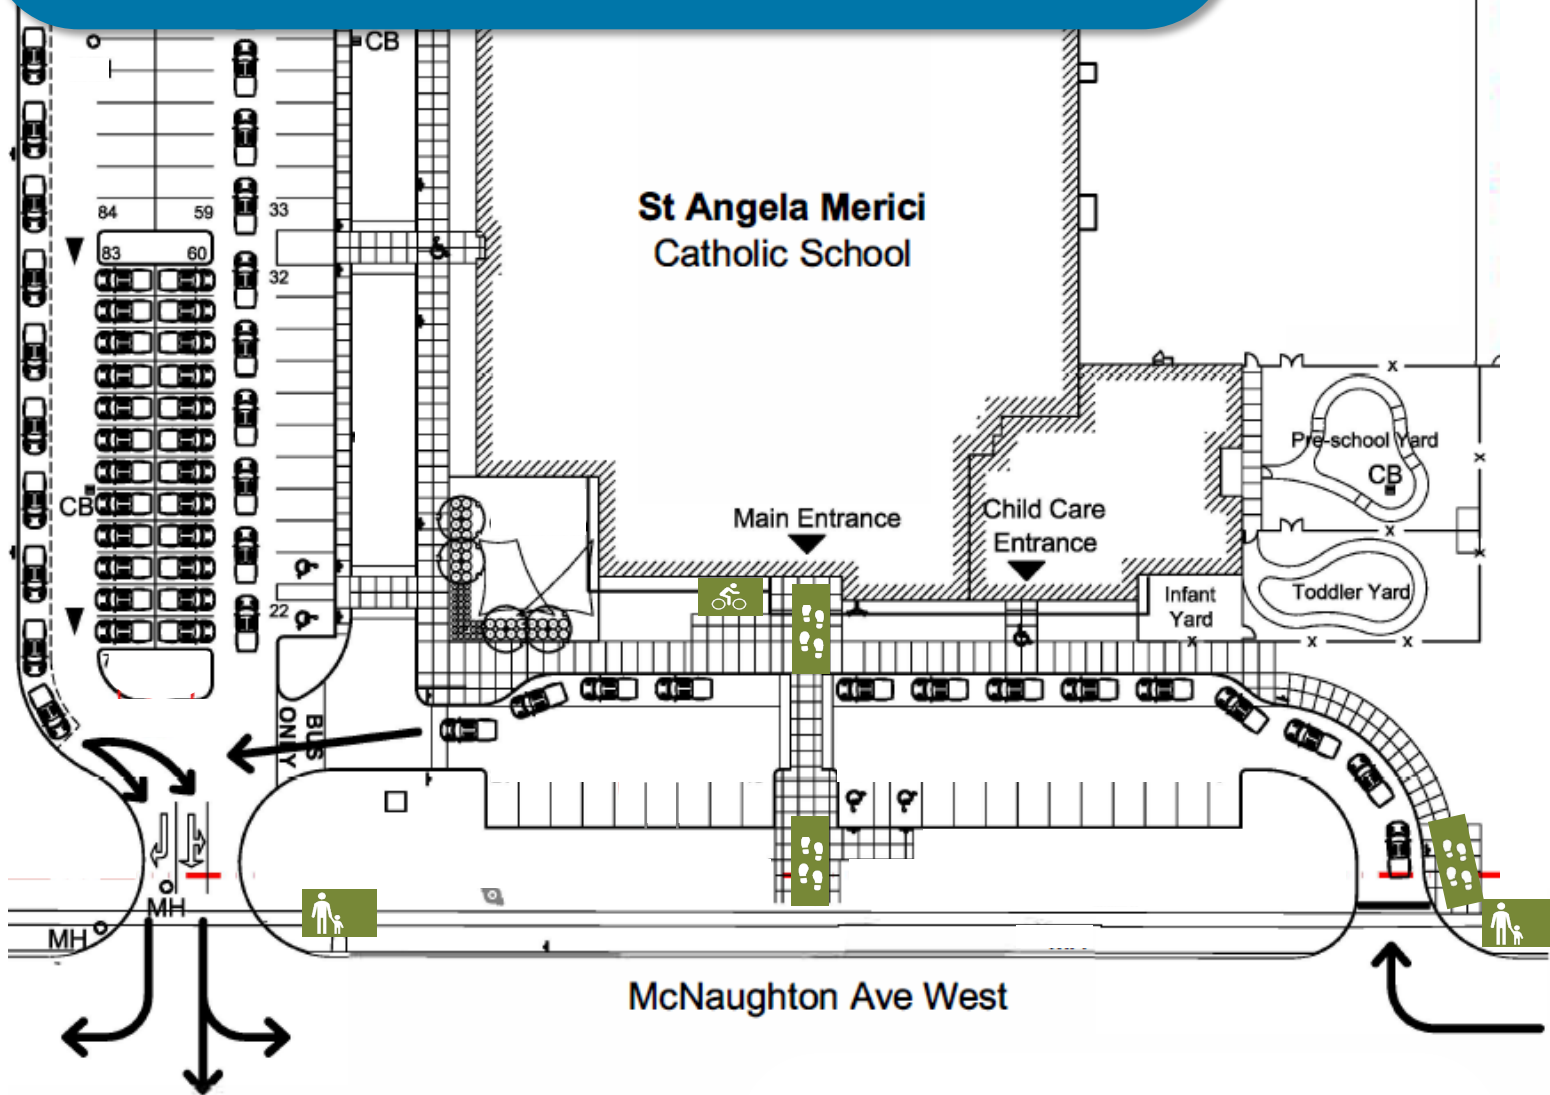 CB
84
59
33
83
60
32
St Angela Merici
Catholic School
Pre-school Yard
CB
CB
Main Entrance
Child Care
Entrance
22
Infant
Yard
Toddler Yard
7
BUS
ONLY
MH
MH
McNaughton Ave West